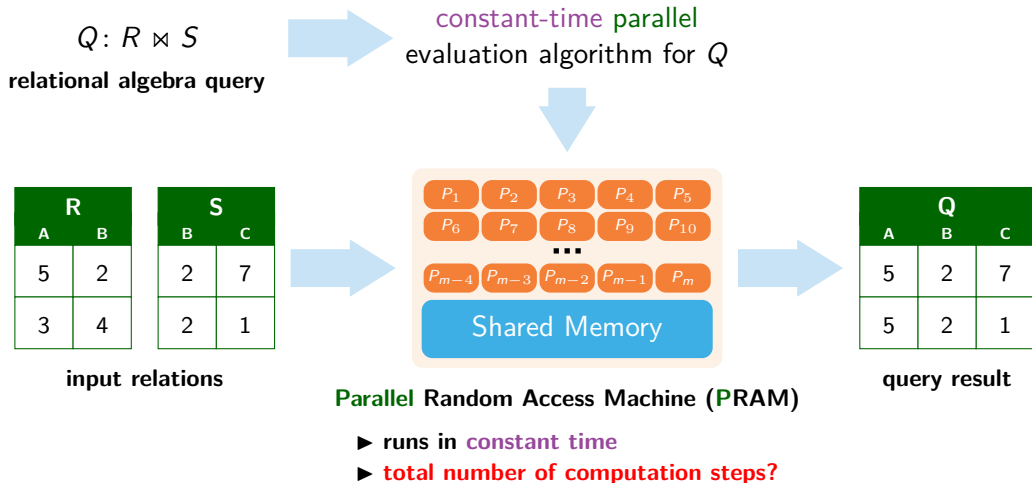 Q: R ⋈ S
relational algebra query
constant-time parallel
evaluation algorithm for Q
R
A B
5 2
3 4
S
B C
2 7
2 1
input relations
P₁ P₂ P₃ P₄ P₅
P₆ P₇ P₈ P₉ P₁₀
...
Pₘ₋₄ Pₘ₋₃ Pₘ₋₂ Pₘ₋₁ Pₘ
Shared Memory
Parallel Random Access Machine (PRAM)
► runs in constant time
► total number of computation steps?
Q
A B C
5 2 7
5 2 1
query result